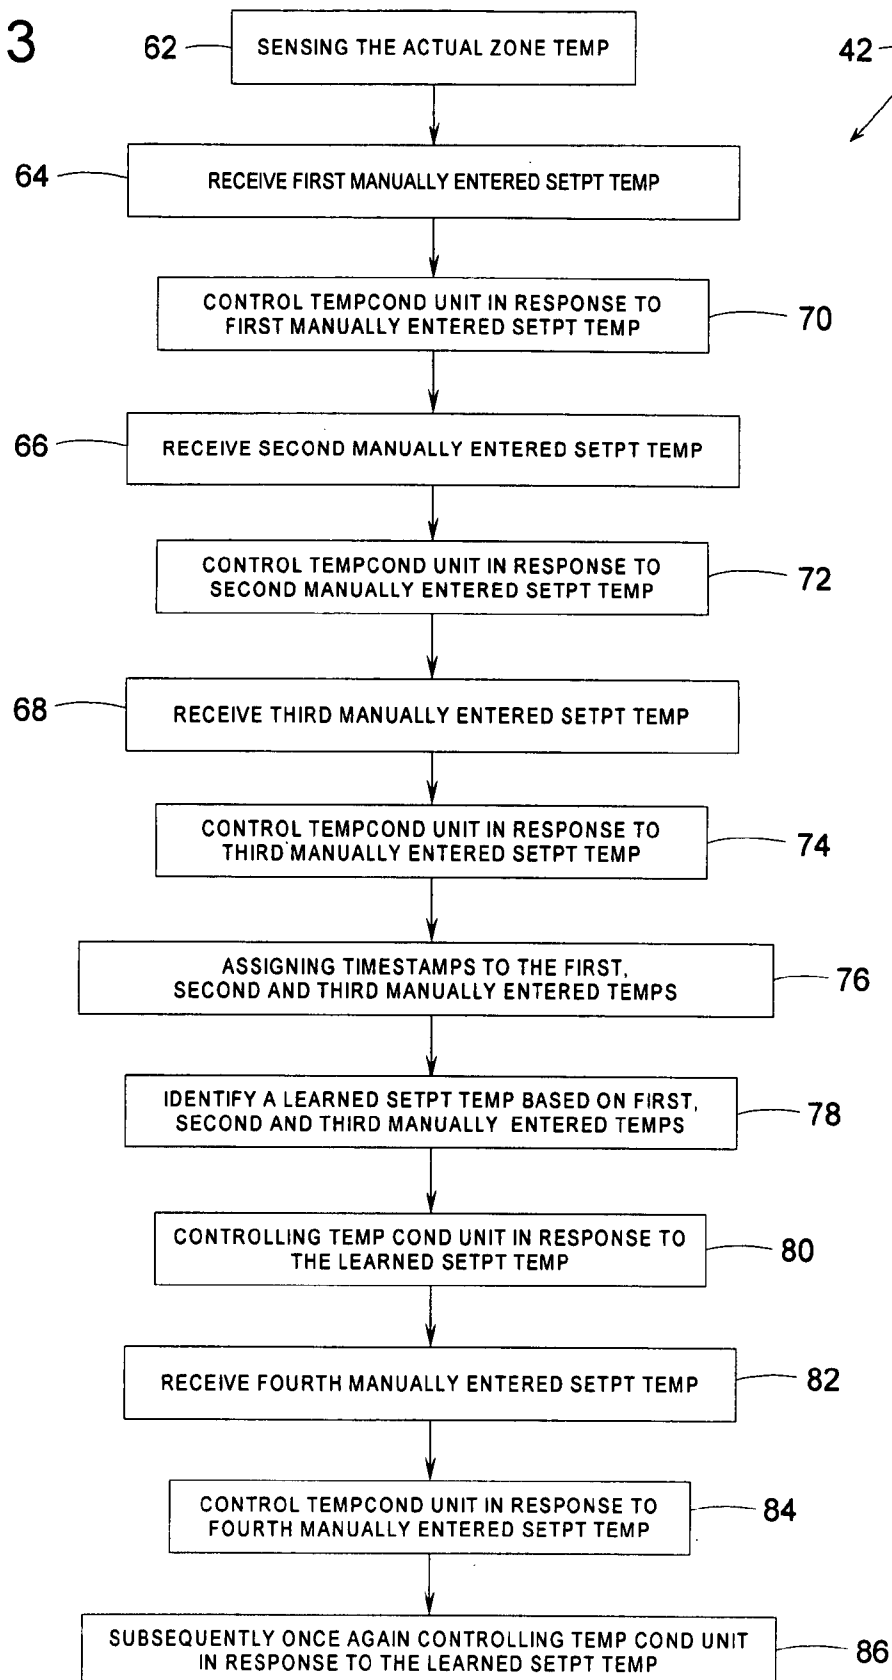 3
62
SENSING THE ACTUAL ZONE TEMP
42
64
RECEIVE FIRST MANUALLY ENTERED SETPT TEMP
CONTROL TEMPCOND UNIT IN RESPONSE TO
FIRST MANUALLY ENTERED SETPT TEMP
70
66
RECEIVE SECOND MANUALLY ENTERED SETPT TEMP
CONTROL TEMPCOND UNIT IN RESPONSE TO
SECOND MANUALLY ENTERED SETPT TEMP
72
68
RECEIVE THIRD MANUALLY ENTERED SETPT TEMP
CONTROL TEMPCOND UNIT IN RESPONSE TO
THIRD MANUALLY ENTERED SETPT TEMP
74
ASSIGNING TIMESTAMPS TO THE FIRST,
SECOND AND THIRD MANUALLY ENTERED TEMPS
76
IDENTIFY A LEARNED SETPT TEMP BASED ON FIRST,
SECOND AND THIRD MANUALLY ENTERED TEMPS
78
CONTROLLING TEMP COND UNIT IN RESPONSE TO
THE LEARNED SETPT TEMP
80
RECEIVE FOURTH MANUALLY ENTERED SETPT TEMP
82
CONTROL TEMPCOND UNIT IN RESPONSE TO
FOURTH MANUALLY ENTERED SETPT TEMP
84
SUBSEQUENTLY ONCE AGAIN CONTROLLING TEMP COND UNIT
IN RESPONSE TO THE LEARNED SETPT TEMP
86